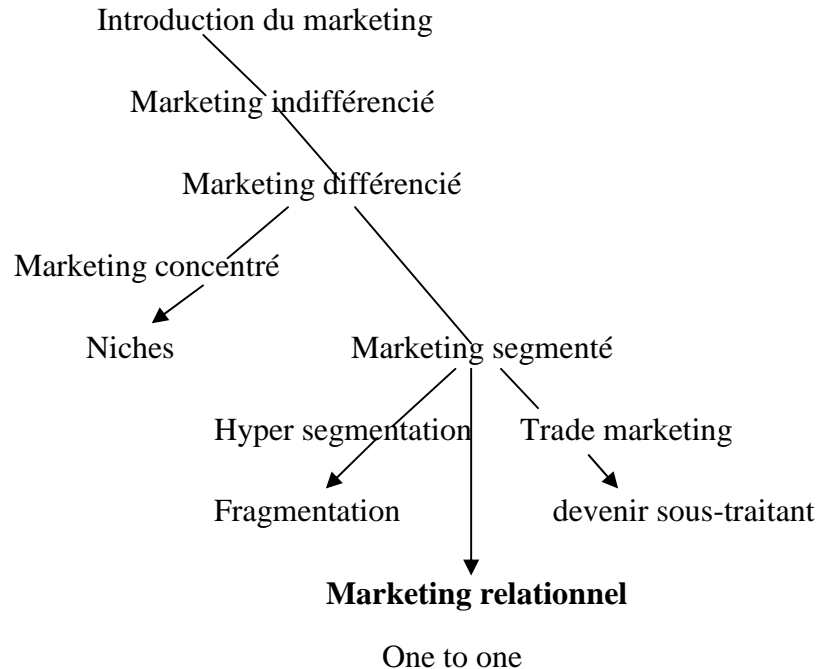 Introduction du marketing
Marketing indifférencié
Marketing différencié
Marketing concentré
Niches
Marketing segmenté
Hyper segmentation
Trade marketing
Fragmentation
devenir sous-traitant
Marketing relationnel
One to one